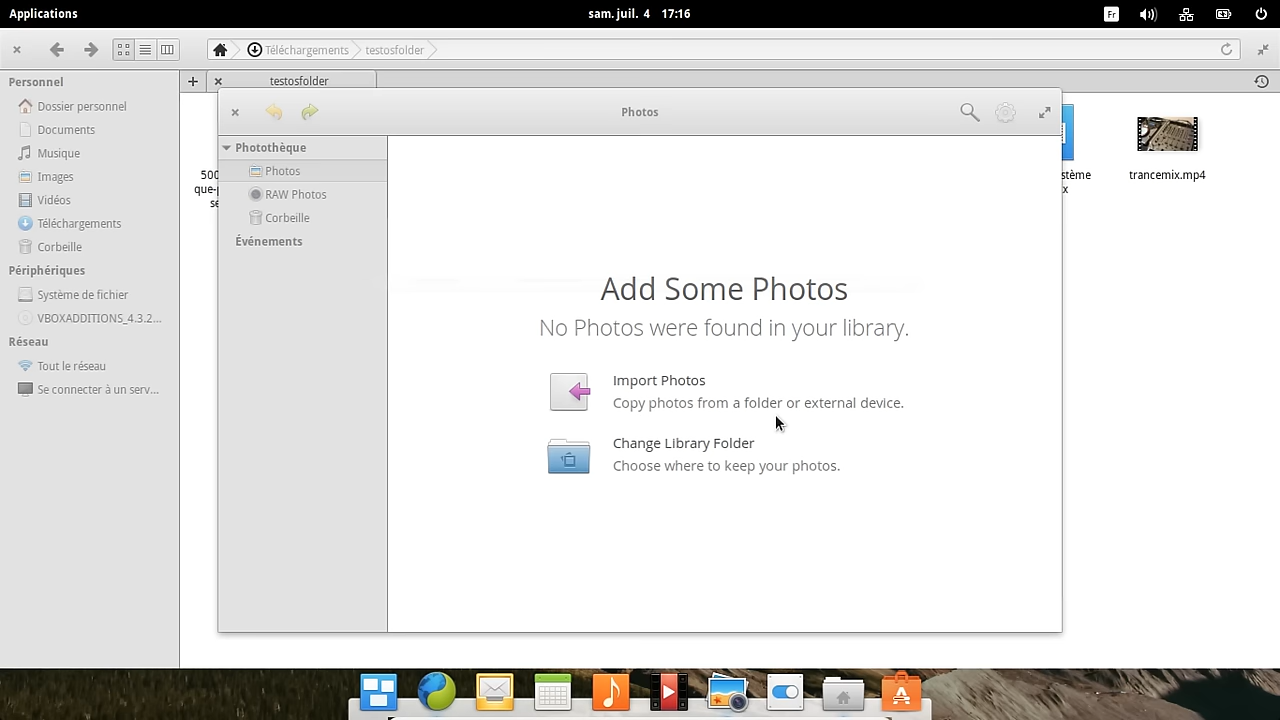 Applications
sam. juil. 4 17:16
Fr
Téléchargements
testosfolder
Personnel
testosfolder
Dossier personnel
Documents
Musique
Images
Vidéos
Téléchargements
Corbeille
Périphériques
Système de fichier
VBOXADDITIONS_4.3.2...
Réseau
Tout le réseau
Se connecter à un serv...
Photos
Photothèque
Photos
RAW Photos
Corbeille
Événements
Add Some Photos
No Photos were found in your library.
Import Photos
Copy photos from a folder or external device.
Change Library Folder
Choose where to keep your photos.
trancemix.mp4